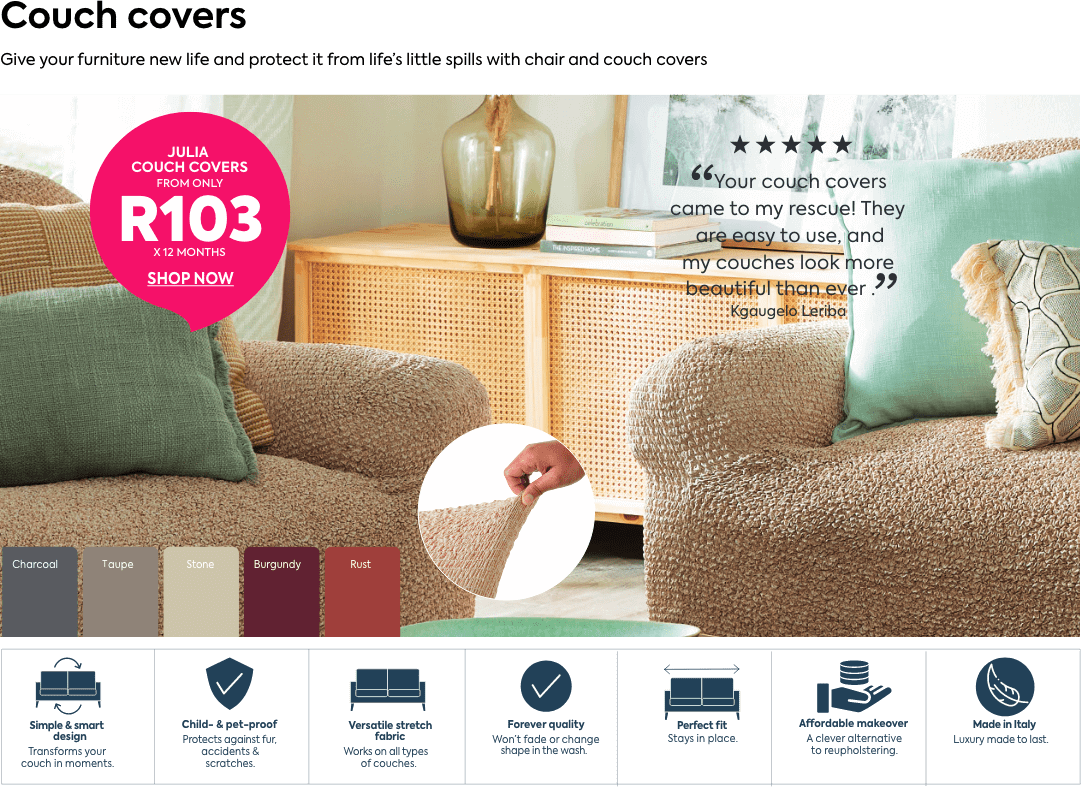 Couch covers
Give your furniture new life and protect it from life's little spills with chair and couch covers
JULIA
COUCH COVERS
FROM ONLY
R103
X 12 MONTHS
SHOP NOW
★★★★★
“Your couch covers
came to my rescue! They
are easy to use, and
my couches look more
beautiful than ever .”
Kgaugelo Leriba
celebration
THE INSPIRED HOME
Charcoal
Taupe
Stone
Burgundy
Rust
Simple & smart
design
Transforms your
couch in moments.
Child- & pet-proof
Protects against fur,
accidents &
scratches.
Versatile stretch
fabric
Works on all types
of couches.
Forever quality
Won't fade or change
shape in the wash.
Perfect fit
Stays in place.
Affordable makeover
A clever alternative
to reupholstering.
Made in Italy
Luxury made to last.